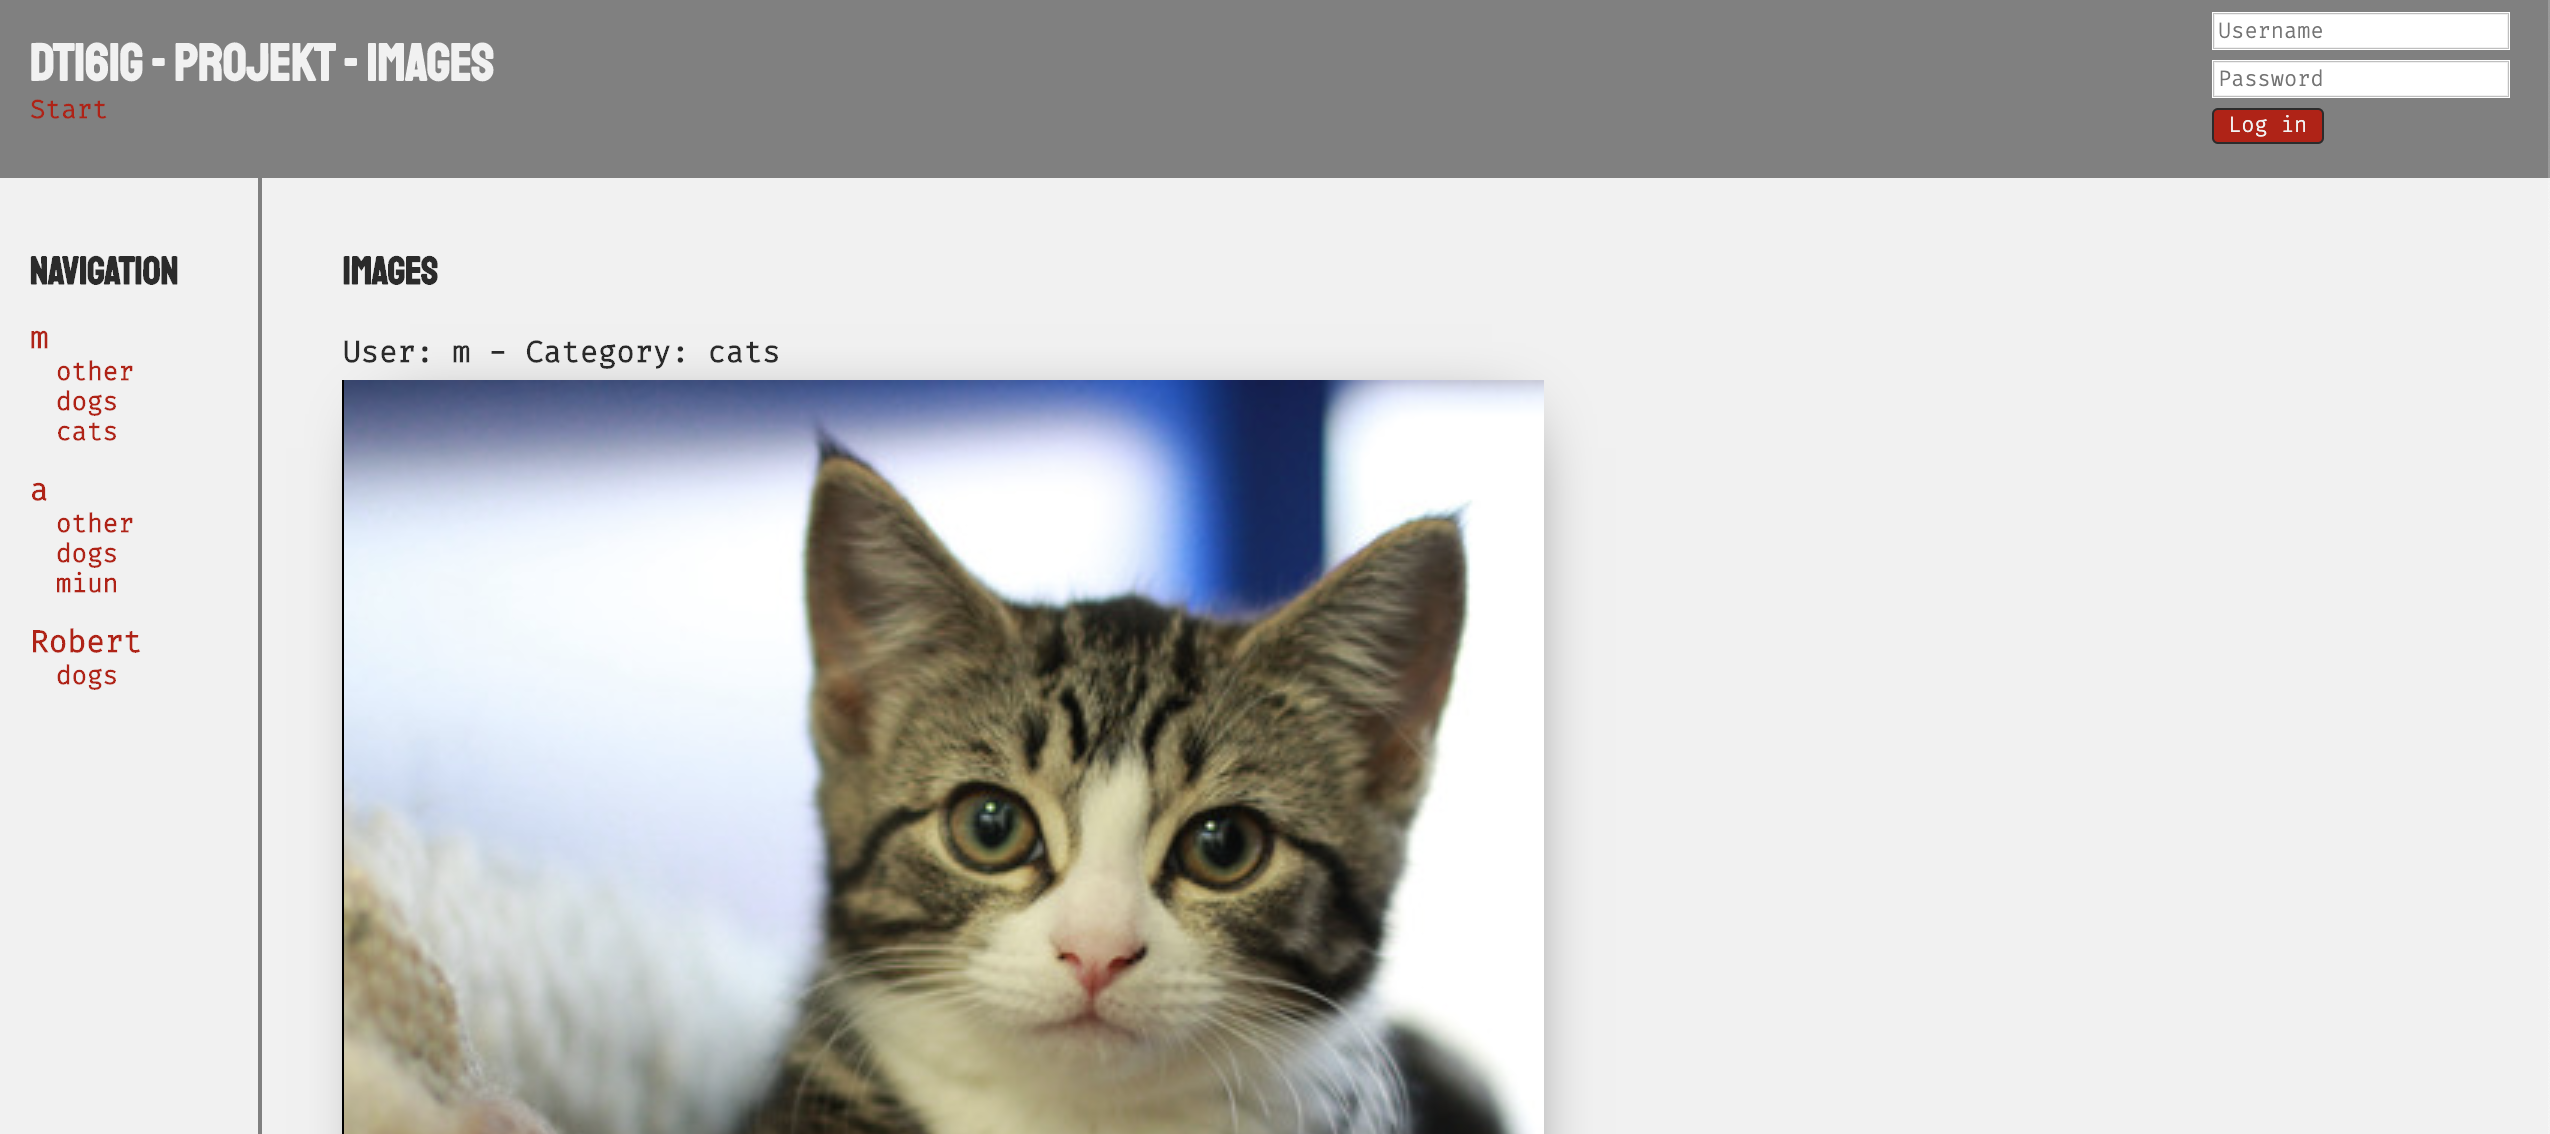 DT161G - PROJEKT - IMAGES
Start
Username
Password
Log in
NAVIGATION
m
other
dogs
cats
a
other
dogs
miun
Robert
dogs
IMAGES
User: m - Category: cats